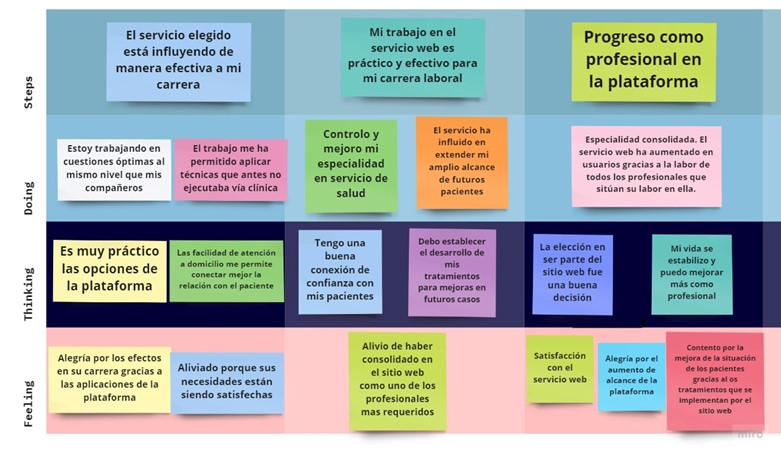 Steps
El servicio elegido
está influyendo de
manera efectiva a mi
carrera
Mi trabajo en el
servicio web es
práctico y efectivo para
mi carrera laboral
Progreso como
profesional en
la plataforma
Doing
Estoy trabajando en
cuestiones óptimas al
mismo nivel que mis
compañeros
El trabajo me ha
permitido aplicar
técnicas que antes no
ejecutaba vía clínica
Controlo y
mejoro mi
especialidad
en servicio de
salud
El servicio ha
influido en
extender mi
amplio alcance
de futuros
pacientes
Especialidad consolidada. El
servicio web ha aumentado en
usuarios gracias a la labor de
todos los profesionales que
sitúan su labor en ella.
Thinking
Es muy práctico
las opciones de
la plataforma
Las facilidad de atención
a domicilio me permite
conectar mejor la
relación con el paciente
Tengo una
buena
conexión de
confianza con
mis pacientes
Debo establecer
el desarrollo de
mis
tratamientos
para mejoras en
futuros casos
La elección en
ser parte del
sitio web fue
una buena
decisión
Mi vida se
estabilizo y
puedo mejorar
más como
profesional
Feeling
Alegría por los efectos
en su carrera gracias a
las aplicaciones de la
plataforma
Aliviado porque sus
necesidades están
siendo satisfechas
Alivio de haber
consolidado en
el sitio web
como uno de los
profesionales
mas requeridos
Satisfacción
con el
servicio web
Alegría por el
aumento de
alcance de la
plataforma
Contento por la
mejora de la situación
de los pacientes
gracias al os
tratamientos que se
implementan por el
sitio web
miro